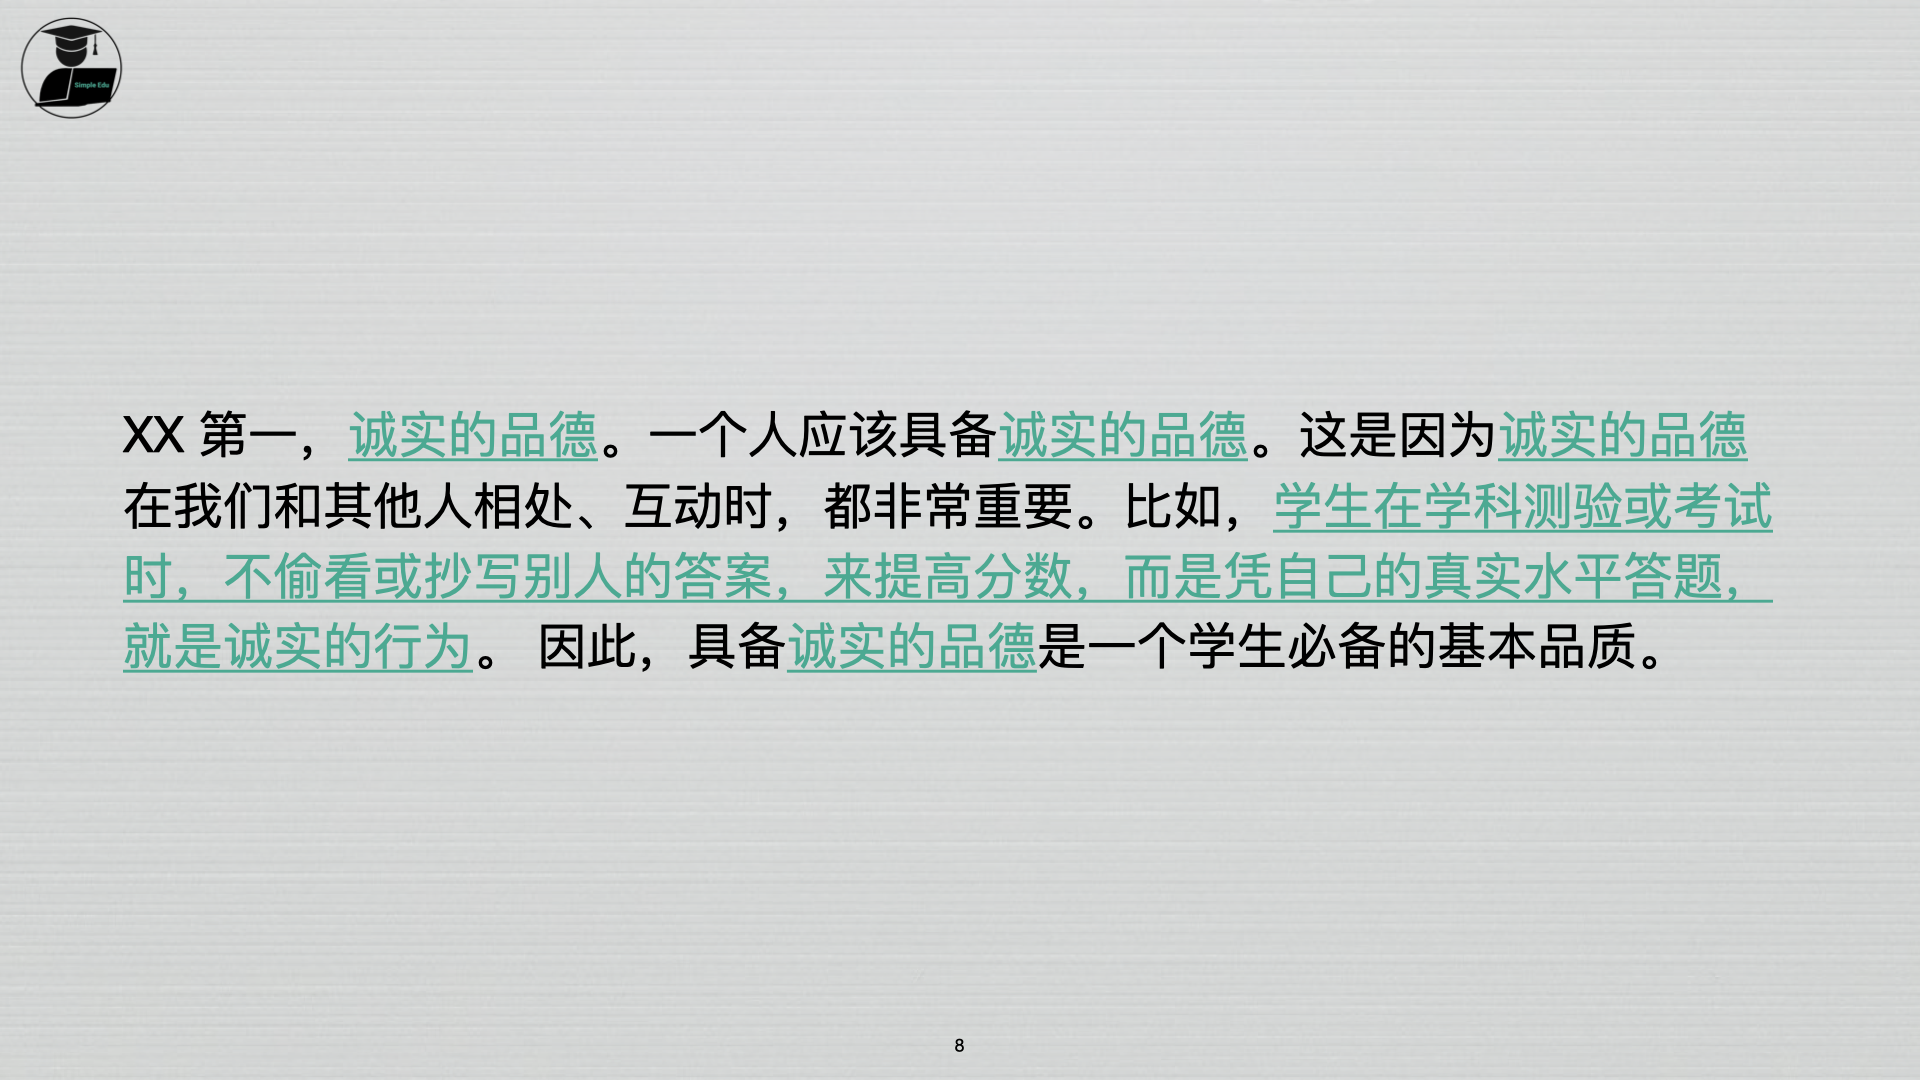 Simple Edu
XX 第一，诚实的品德。一个人应该具备诚实的品德。这是因为诚实的品德
在我们和其他人相处、互动时，都非常重要。比如，学生在学科测验或考试
时，不偷看或抄写别人的答案，来提高分数，而是凭自己的真实水平答题，
就是诚实的行为。 因此，具备诚实的品德是一个学生必备的基本品质。
8